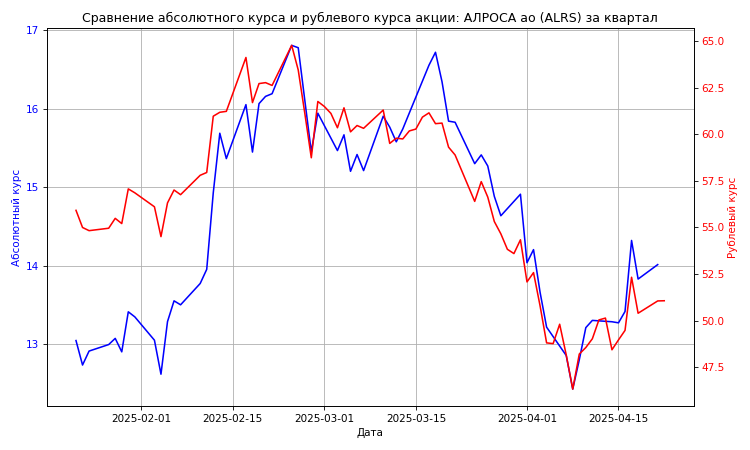 Сравнение абсолютного курса и рублевого курса акции: АЛРОСА ао (ALRS) за квартал
17
16
15
14
13
Абсолютный курс
65.0
62.5
60.0
57.5
55.0
52.5
50.0
47.5
Рублевый курс
2025-02-01 2025-02-15 2025-03-01 2025-03-15 2025-04-01 2025-04-15
Дата